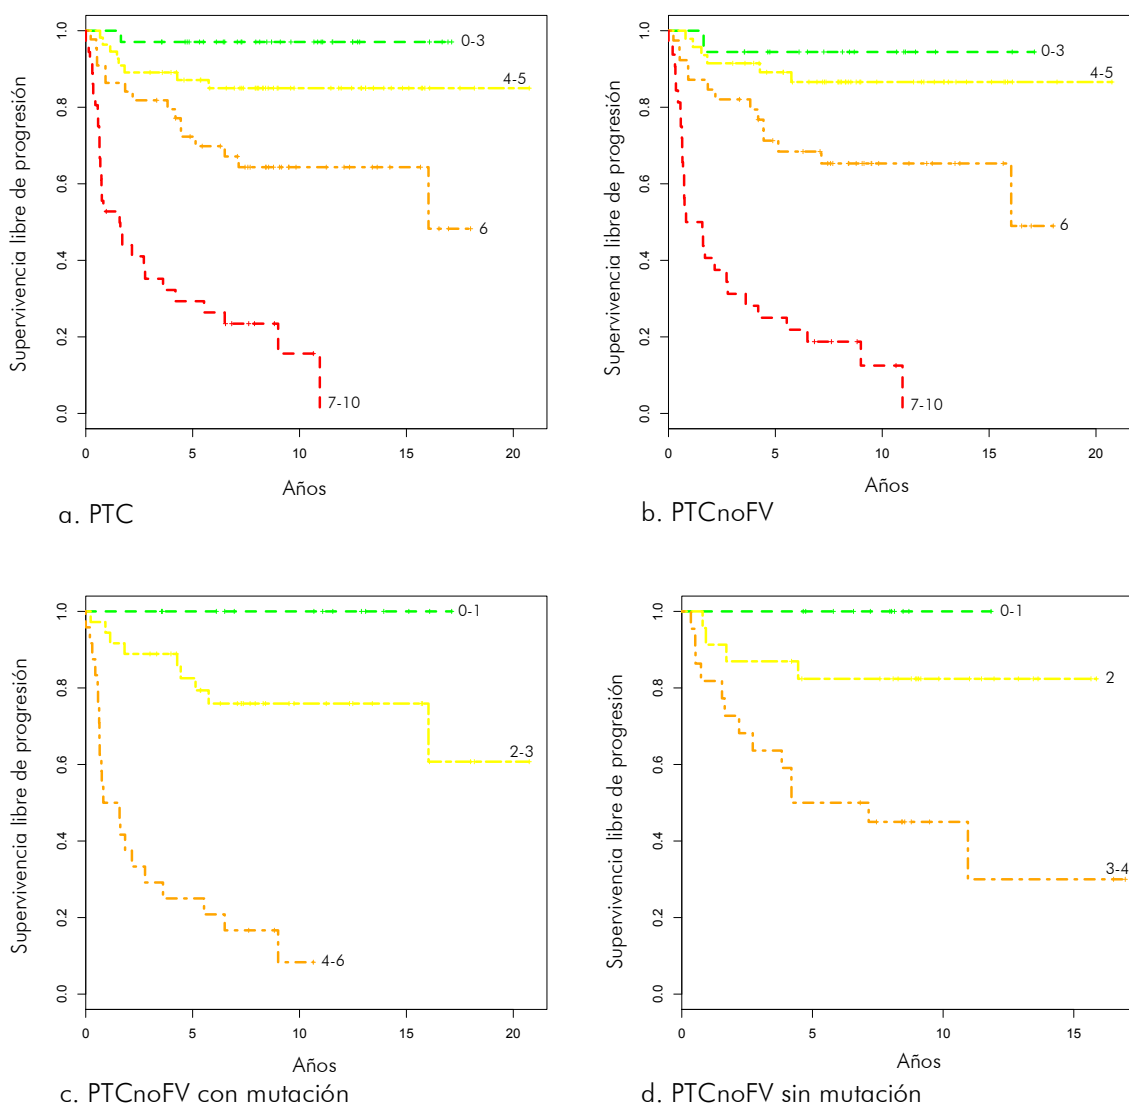 Supervivencia libre de progresión
1.0
0.8
0.6
0.4
0.2
0.0
0-3
4-5
6
7-10
0 5 10 15 20
Años
a. PTC
Supervivencia libre de progresión
1.0
0.8
0.6
0.4
0.2
0.0
0-3
4-5
6
7-10
0 5 10 15 20
Años
b. PTCnoFV
Supervivencia libre de progresión
1.0
0.8
0.6
0.4
0.2
0.0
0-1
2-3
4-6
0 5 10 15 20
Años
c. PTCnoFV con mutación
Supervivencia libre de progresión
1.0
0.8
0.6
0.4
0.2
0.0
0-1
2
3-4
0 5 10 15
Años
d. PTCnoFV sin mutación